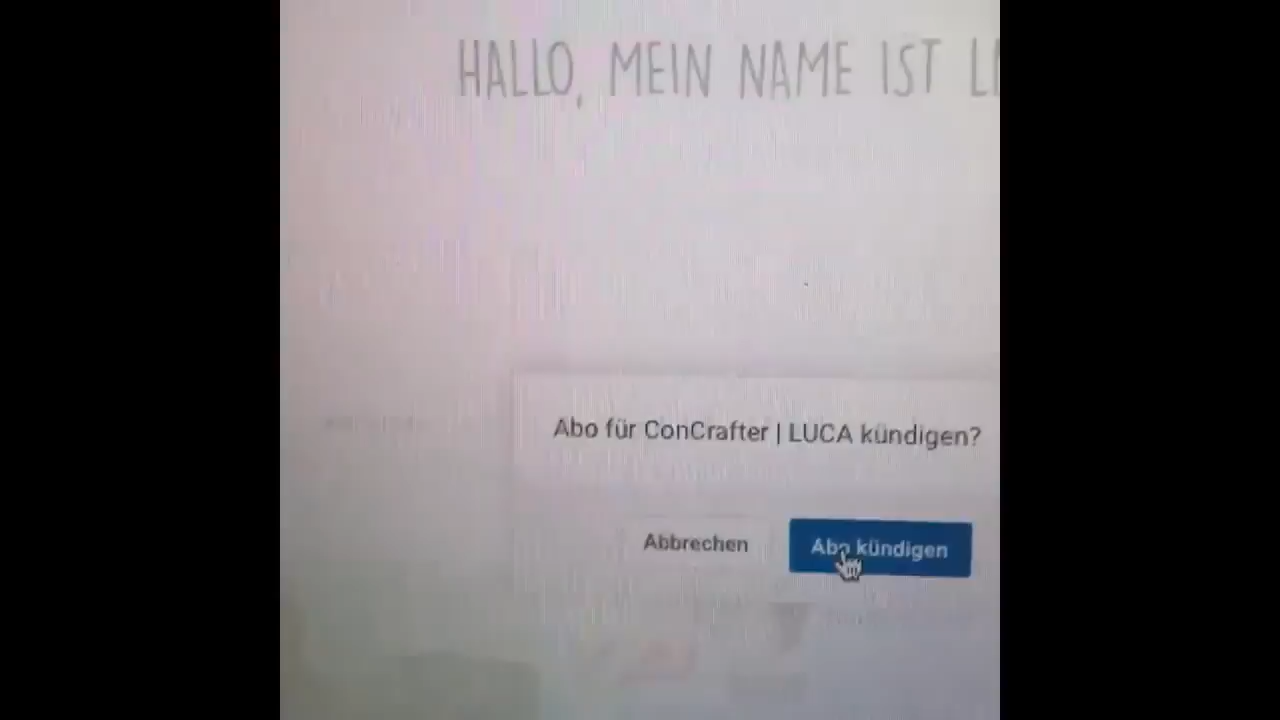 HALLO, MEIN NAME IST
Abo für ConCrafter | LUCA kündigen?
Abbrechen
Abo kündigen